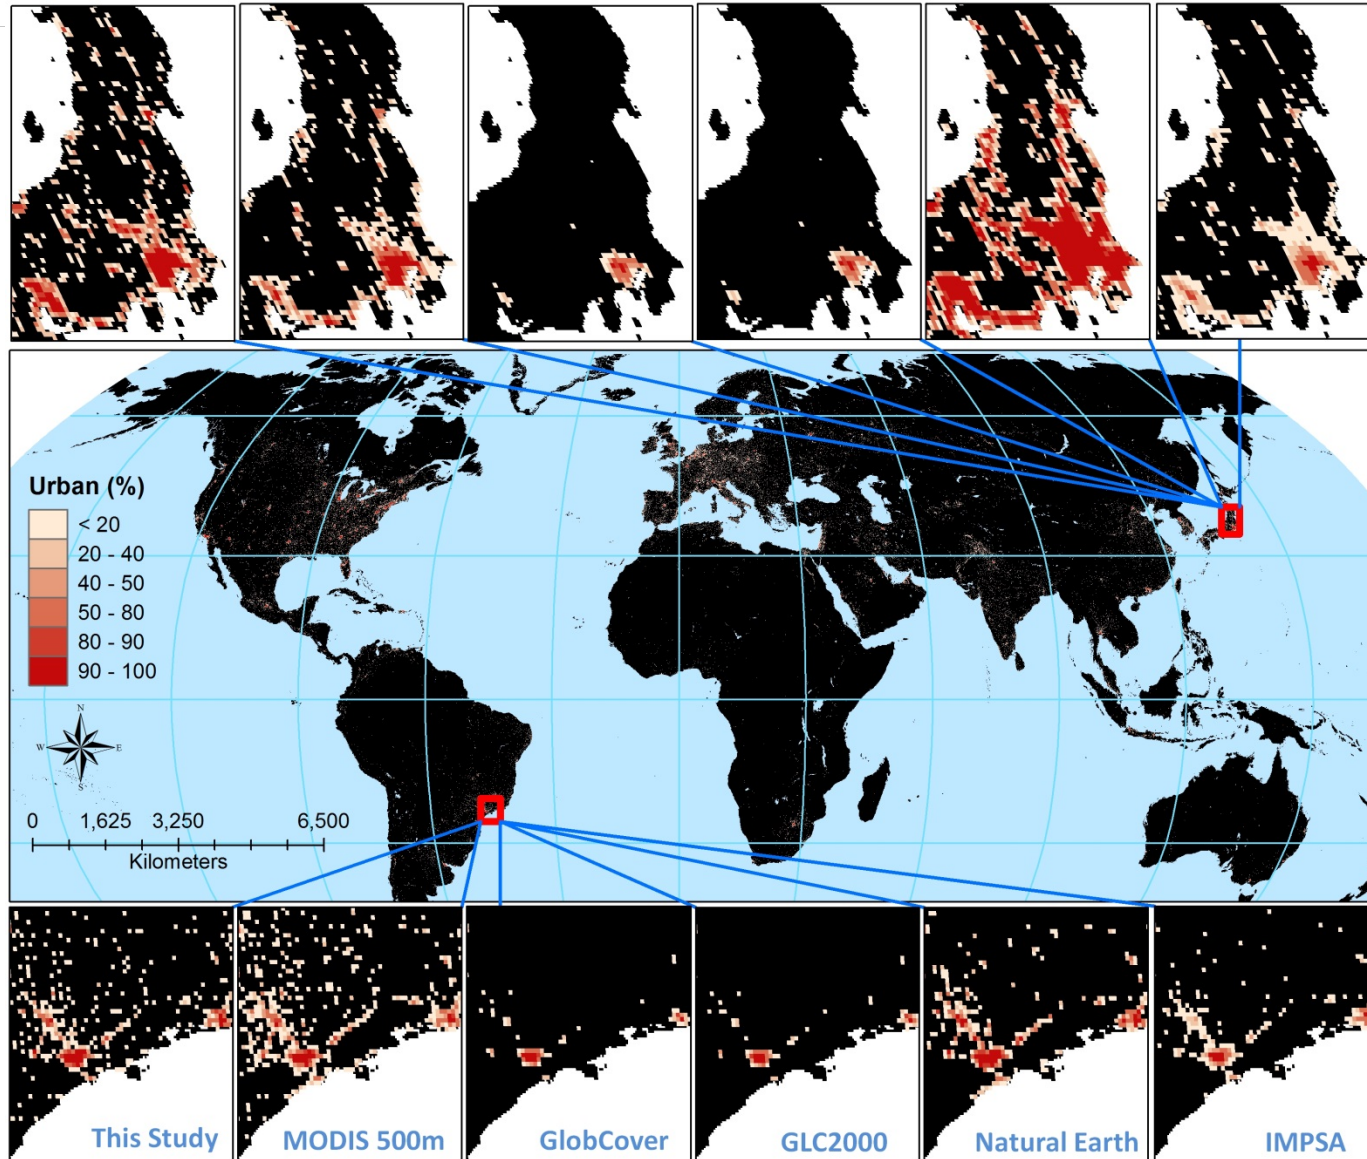 Urban (%)
< 20
20 - 40
40 - 50
50 - 80
80 - 90
90 - 100
N
W E
S
0 1,625 3,250 6,500
Kilometers
This Study MODIS 500m GlobCover GLC2000 Natural Earth IMPSA